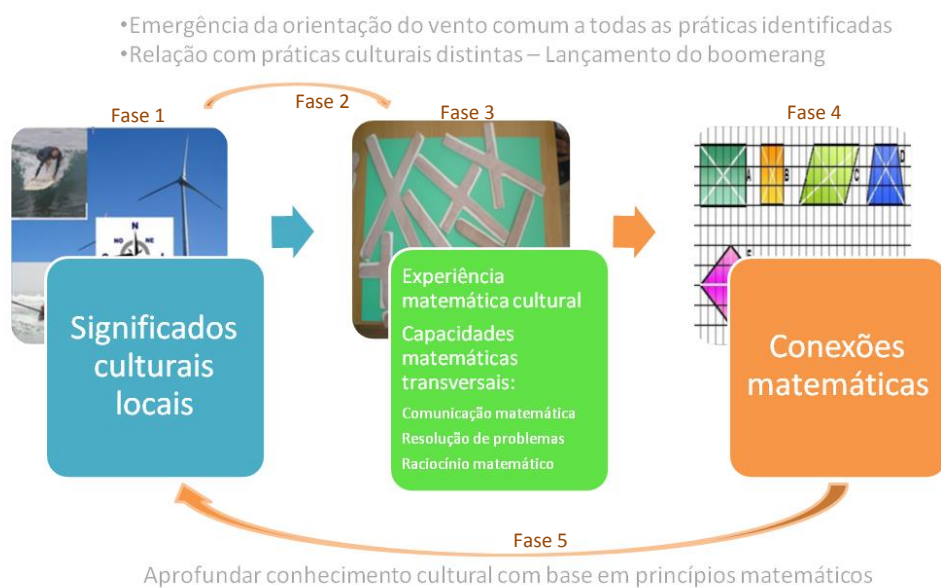 •Emergência da orientação do vento comum a todas as práticas identificadas
•Relação com práticas culturais distintas – Lançamento do boomerang
Fase 1
Fase 2
Fase 3
Fase 4
N
NO
NE
A
B
C
D
Significados
culturais
locais
Experiência
matemática cultural
Capacidades
matemáticas
transversais:
Comunicação matemática
Resolução de problemas
Raciocínio matemático
Conexões
matemáticas
Fase 5
Aprofundar conhecimento cultural com base em princípios matemáticos